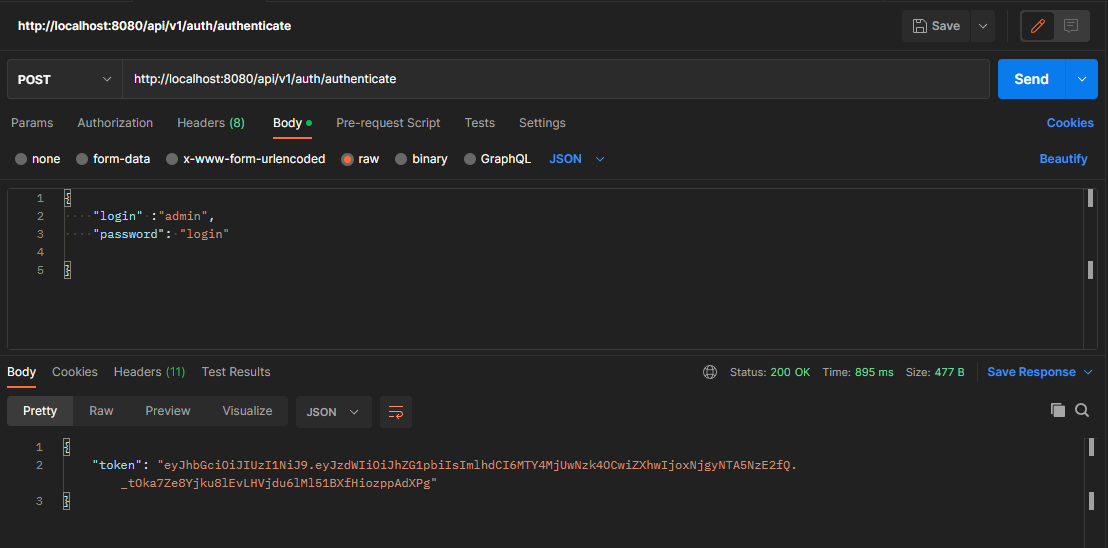 http://localhost:8080/api/v1/auth/authenticate Save
POST http://localhost:8080/api/v1/auth/authenticate Send
Params Authorization Headers (8) Body Pre-request Script Tests Settings Cookies
none form-data x-www-form-urlencoded raw binary GraphQL JSON Beautify
1 {
2 "login" :"admin",
3 "password": "login"
4
5 }
Body Cookies Headers (11) Test Results Status: 200 OK Time: 895 ms Size: 477 B Save Response
Pretty Raw Preview Visualize JSON
1 {
2 "token": "eyJhbGciOiJIUzI1NiJ9.eyJzdWIiOiJhZG1pbiIsImlhdCI6MTY4MjUwNzk4OCwiZXhwIjoxNjgyNTA5NzE2fQ.
_tOka7Ze8Yjku8lEvLHVjdu6lMl51BXfHiozppAdXPg"
3 }